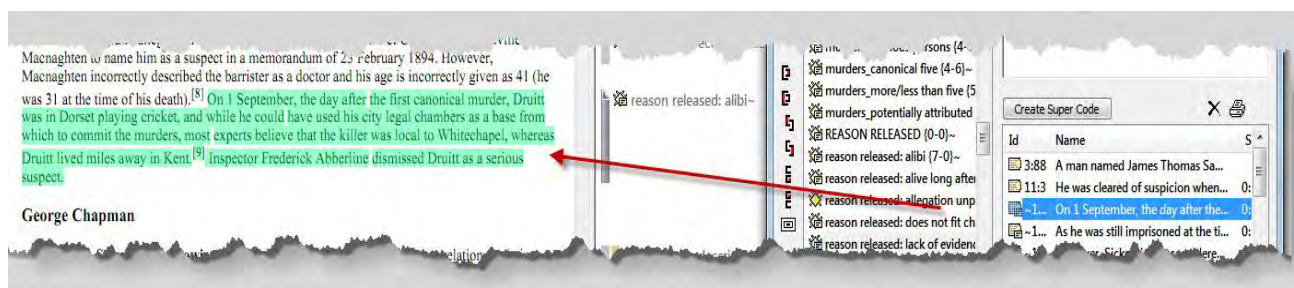 Macnaghten to name him as a suspect in a memorandum of 23 February 1894. However,
Macnaghten incorrectly described the barrister as a doctor and his age is incorrectly given as 41 (he
was 31 at the time of his death).[8] On 1 September, the day after the first canonical murder, Druitt
was in Dorset playing cricket, and while he could have used his city legal chambers as a base from
which to commit the murders, most experts believe that the killer was local to Whitechapel, whereas
Druitt lived miles away in Kent.[9] Inspector Frederick Abberline dismissed Druitt as a serious
suspect.
George Chapman
reason released: alibi~
murders_canonical five {4-6}~
murders_more/less than five {5
murders_potentially attributed
REASON RELEASED {0-0}~
reason released: alibi {7-0}~
reason released: alive long after
reason released: allegation unp
reason released: does not fit ch
reason released: lack of evidenc
Create Super Code
Id Name S
3:88 A man named James Thomas Sa...
11:3 He was cleared of suspicion when... 0:
~1... On 1 September, the day after the... 0:
~1... As he was still imprisoned at the ti... 0: